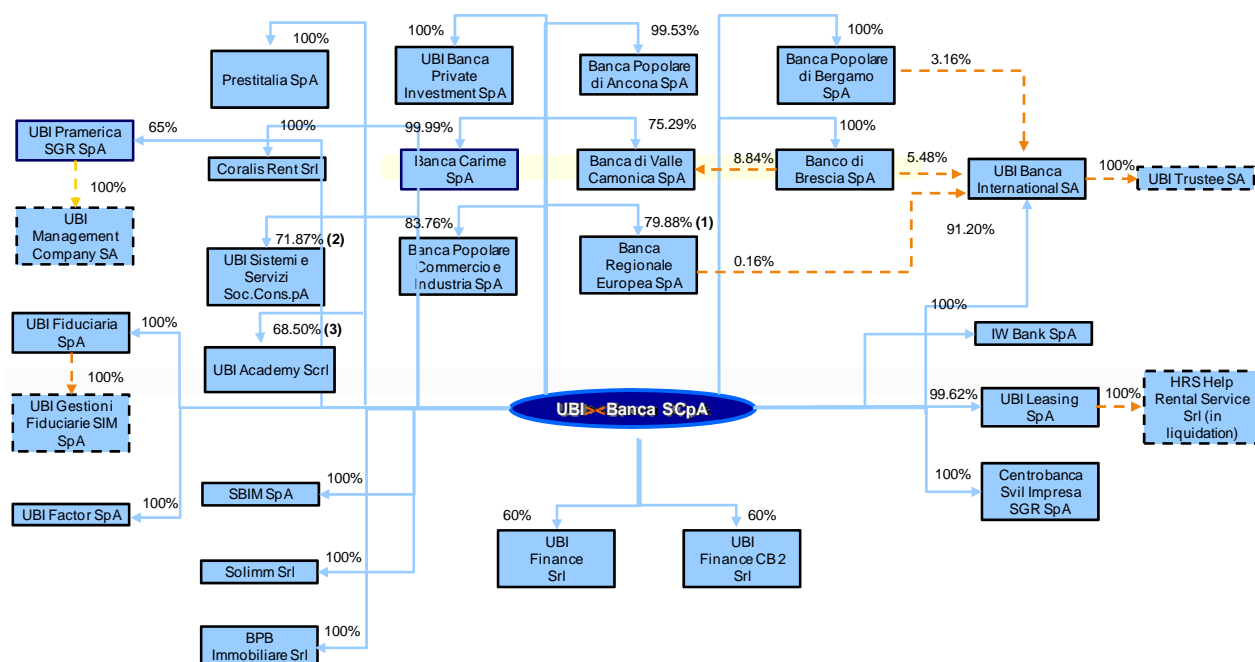 100%
Prestitalia SpA
100%
UBI Banca
Private
Investment SpA
99.53%
Banca Popolare
di Ancona SpA
100%
Banca Popolare
di Bergamo
SpA
3.16%
UBI Pramerica
SGR SpA
65%
100%
Coralis Rent Srl
99.99%
Banca Carime
SpA
75.29%
Banca di Valle
Camonica SpA
8.84%
100%
Banco di
Brescia SpA
5.48%
UBI Banca
International SA
100%
UBI Trustee SA
100%
UBI
Management
Company SA
71.87% (2)
UBI Sistemi e
Servizi
Soc.Cons.pA
83.76%
Banca Popolare
Commercio e
Industria SpA
79.88% (1)
Banca
Regionale
Europea SpA
0.16%
91.20%
UBI Fiduciaria
SpA
100%
68.50% (3)
UBI Academy Scrl
100%
IW Bank SpA
100%
UBI Gestioni
Fiduciarie SIM
SpA
UBI><Banca SCpA
99.62%
UBI Leasing
SpA
100%
HRS Help
Rental Service
Srl (in
liquidation)
UBI Factor SpA
100%
SBIM SpA
100%
100%
Centrobanca
Svil Impresa
SGR SpA
60%
UBI
Finance
Srl
60%
UBI
Finance CB 2
Srl
Solimm Srl
100%
BPB
Immobiliare Srl
100%